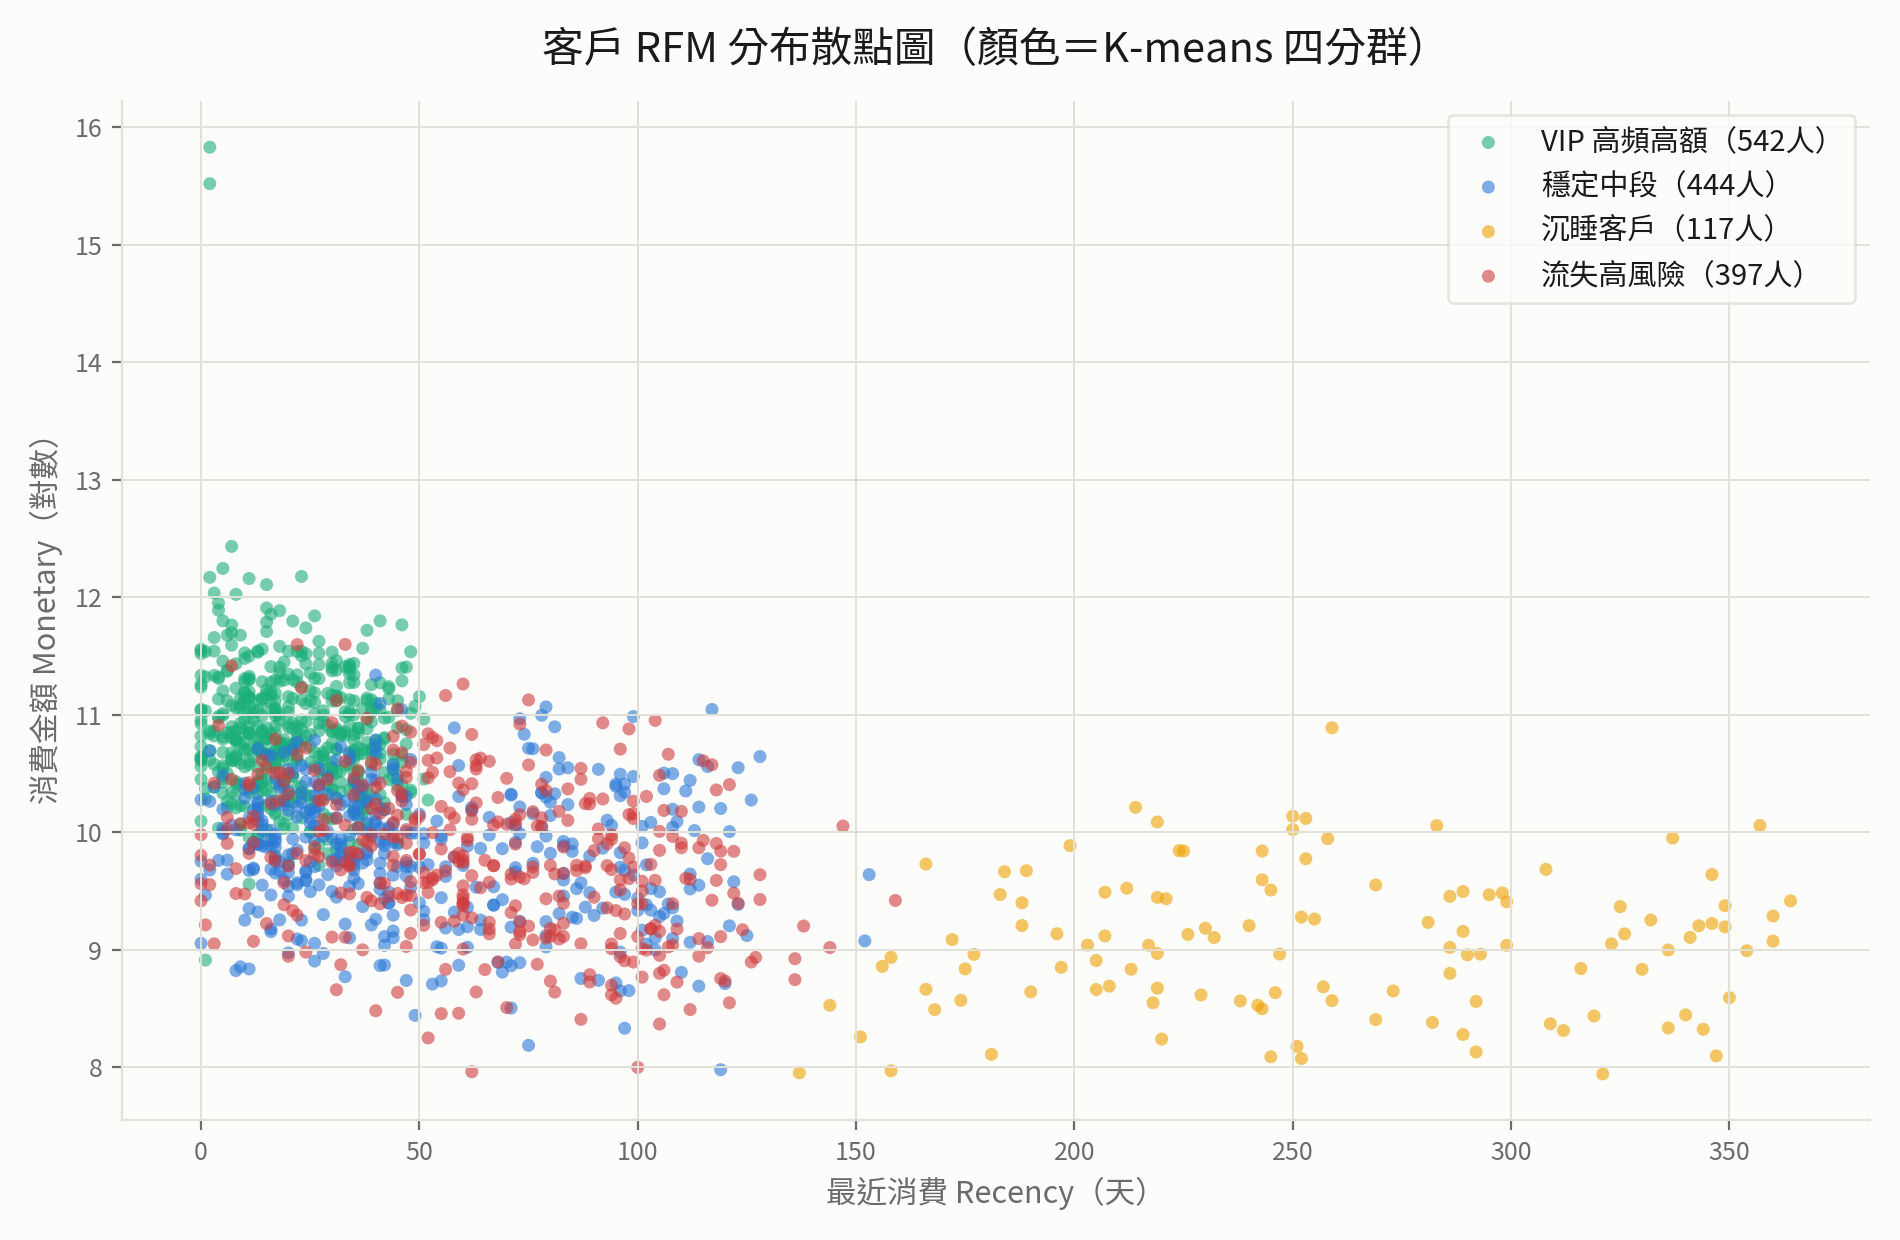 客戶 RFM 分布散點圖（顏色＝K-means 四分群）
VIP 高頻高額（542人）
穩定中段（444人）
沉睡客戶（117人）
流失高風險（397人）
消費金額 Monetary（對數）
16
15
14
13
12
11
10
9
8
0 50 100 150 200 250 300 350
最近消費 Recency（天）